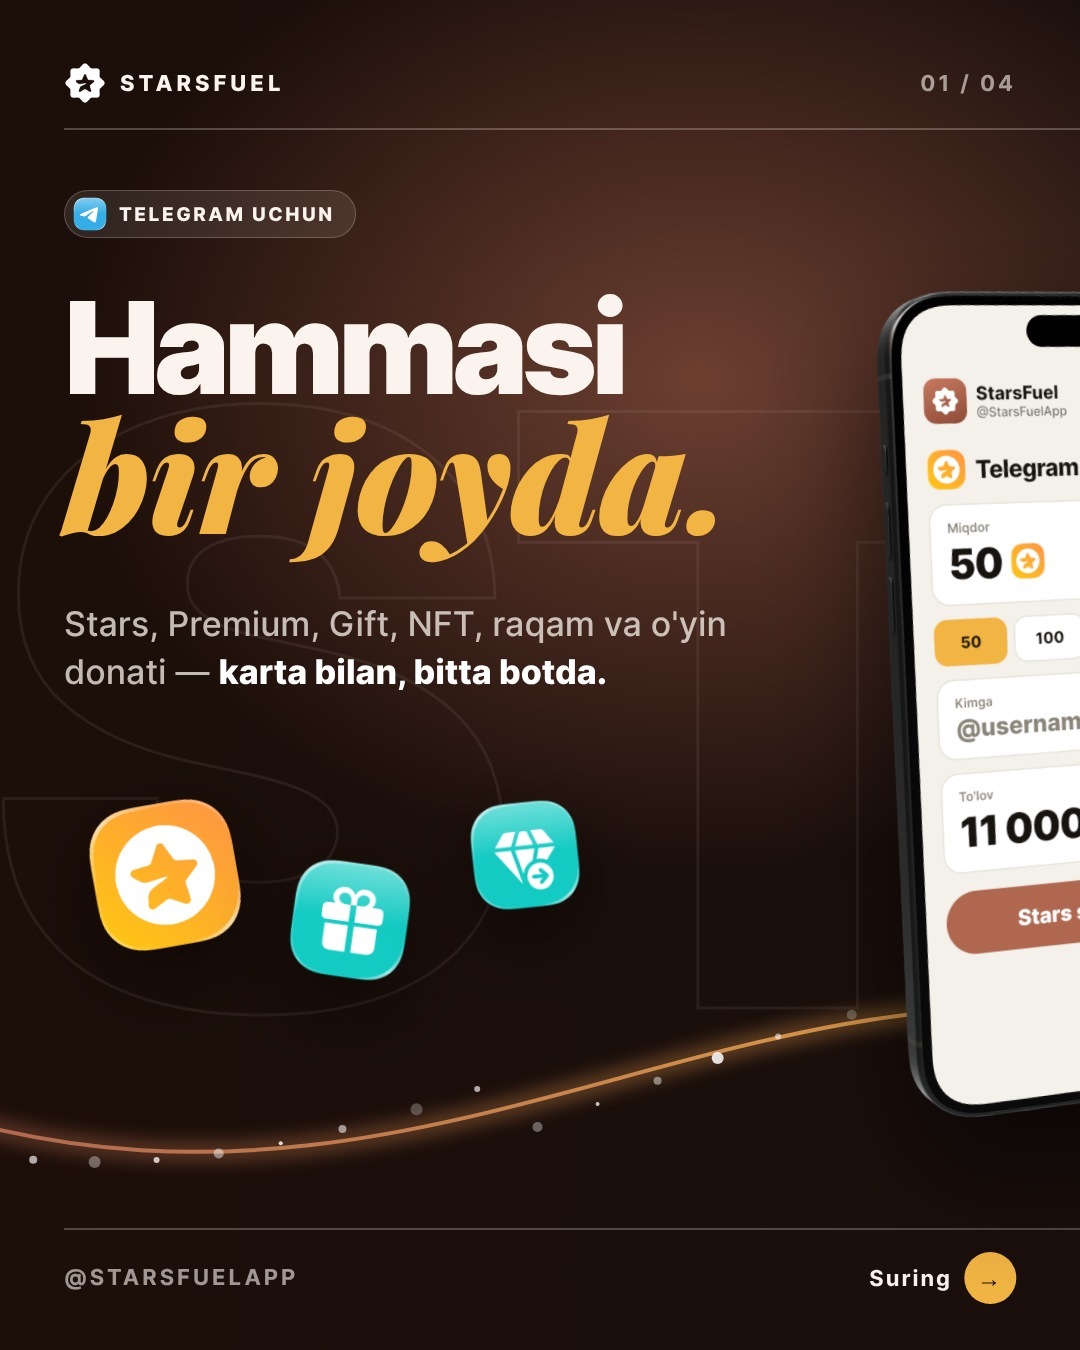 STARSFUEL
01 / 04
TELEGRAM UCHUN
Hammasi
bir joyda.
Stars, Premium, Gift, NFT, raqam va o'yin
donati — karta bilan, bitta botda.
StarsFuel
@StarsFuelApp
Telegram
Miqdor
50
50
100
Kimga
@usernam
To'lov
11 000
Stars
@STARSFUELAPP
Suring →